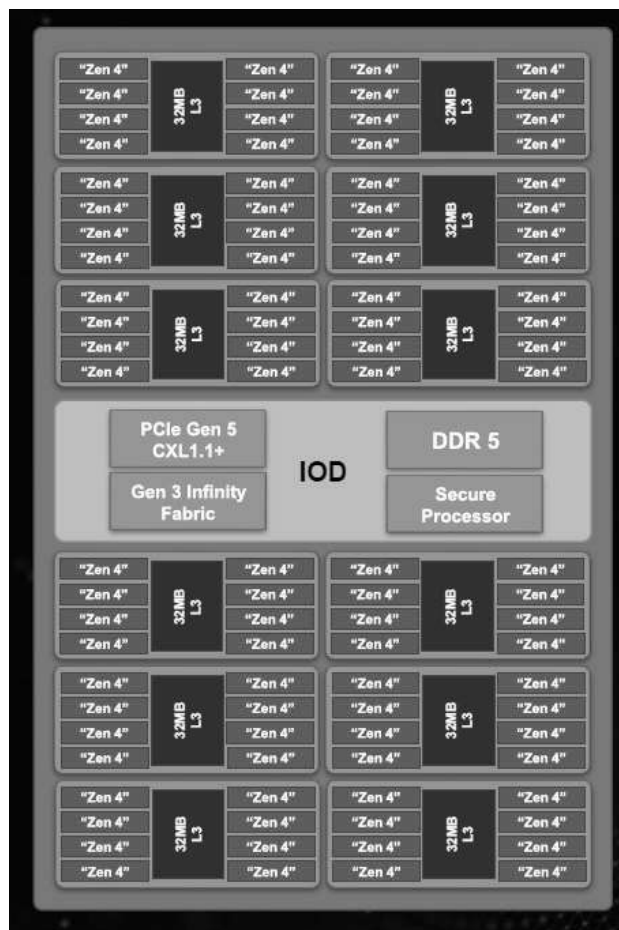 “Zen 4” 32MB L3 “Zen 4” “Zen 4” 32MB L3 “Zen 4”
“Zen 4” “Zen 4” “Zen 4” “Zen 4”
“Zen 4” “Zen 4” “Zen 4” “Zen 4”
“Zen 4” “Zen 4” “Zen 4” “Zen 4”
“Zen 4” 32MB L3 “Zen 4” “Zen 4” 32MB L3 “Zen 4”
“Zen 4” “Zen 4” “Zen 4” “Zen 4”
“Zen 4” “Zen 4” “Zen 4” “Zen 4”
“Zen 4” “Zen 4” “Zen 4” “Zen 4”
“Zen 4” 32MB L3 “Zen 4” “Zen 4” 32MB L3 “Zen 4”
“Zen 4” “Zen 4” “Zen 4” “Zen 4”
“Zen 4” “Zen 4” “Zen 4” “Zen 4”
“Zen 4” “Zen 4” “Zen 4” “Zen 4”
PCIe Gen 5
CXL1.1+
Gen 3 Infinity
Fabric
IOD
DDR 5
Secure
Processor
“Zen 4” 32MB L3 “Zen 4” “Zen 4” 32MB L3 “Zen 4”
“Zen 4” “Zen 4” “Zen 4” “Zen 4”
“Zen 4” “Zen 4” “Zen 4” “Zen 4”
“Zen 4” “Zen 4” “Zen 4” “Zen 4”
“Zen 4” 32MB L3 “Zen 4” “Zen 4” 32MB L3 “Zen 4”
“Zen 4” “Zen 4” “Zen 4” “Zen 4”
“Zen 4” “Zen 4” “Zen 4” “Zen 4”
“Zen 4” “Zen 4” “Zen 4” “Zen 4”
“Zen 4” 32MB L3 “Zen 4” “Zen 4” 32MB L3 “Zen 4”
“Zen 4” “Zen 4” “Zen 4” “Zen 4”
“Zen 4” “Zen 4” “Zen 4” “Zen 4”
“Zen 4” “Zen 4” “Zen 4” “Zen 4”